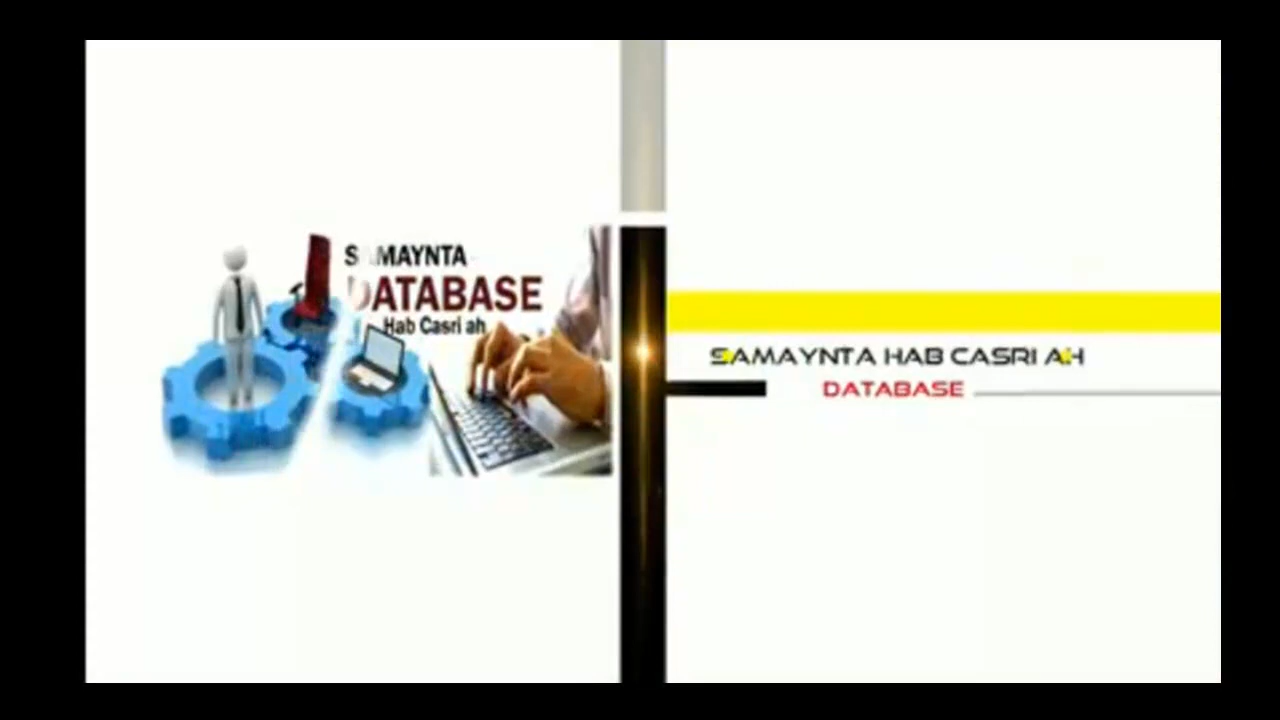 SAMAYNTA
DATABASE
Hab Casri ah
SAMAYNTA HAB CASRI AH
DATABASE